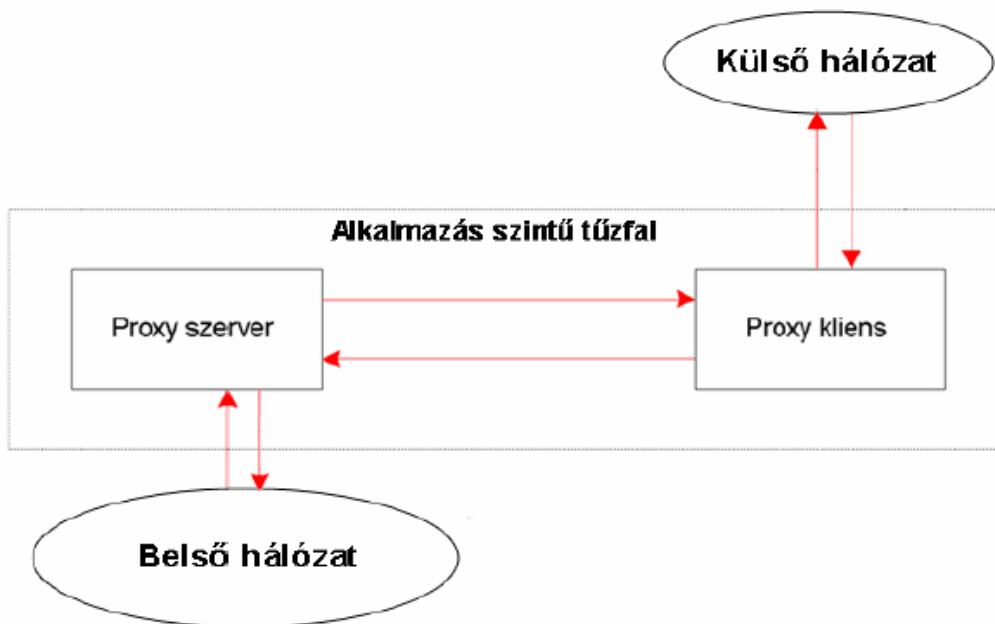 Külső hálózat
Alkalmazás szintű tűzfal
Proxy szerver
Proxy kliens
Belső hálózat